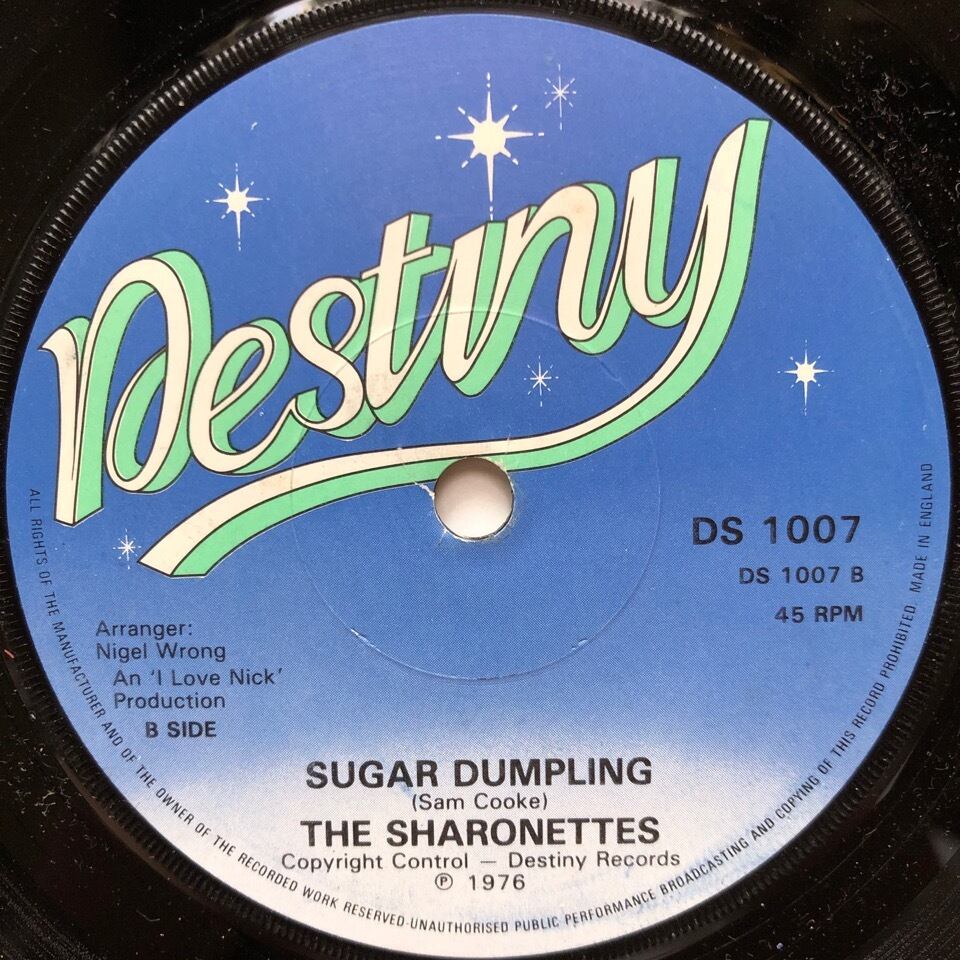 Destiny
DS 1007
DS 1007 B
45 RPM
Arranger:
Nigel Wrong
An 'I Love Nick'
Production
B SIDE
SUGAR DUMPLING
(Sam Cooke)
THE SHARONETTES
Copyright Control — Destiny Records
℗ 1976
ALL RIGHTS OF THE MANUFACTURER AND OF THE OWNER OF THE RECORDED WORK RESERVED-UNAUTHORISED PUBLIC PERFORMANCE BROADCASTING AND COPYING OF THIS RECORD PROHIBITED. MADE IN ENGLAND